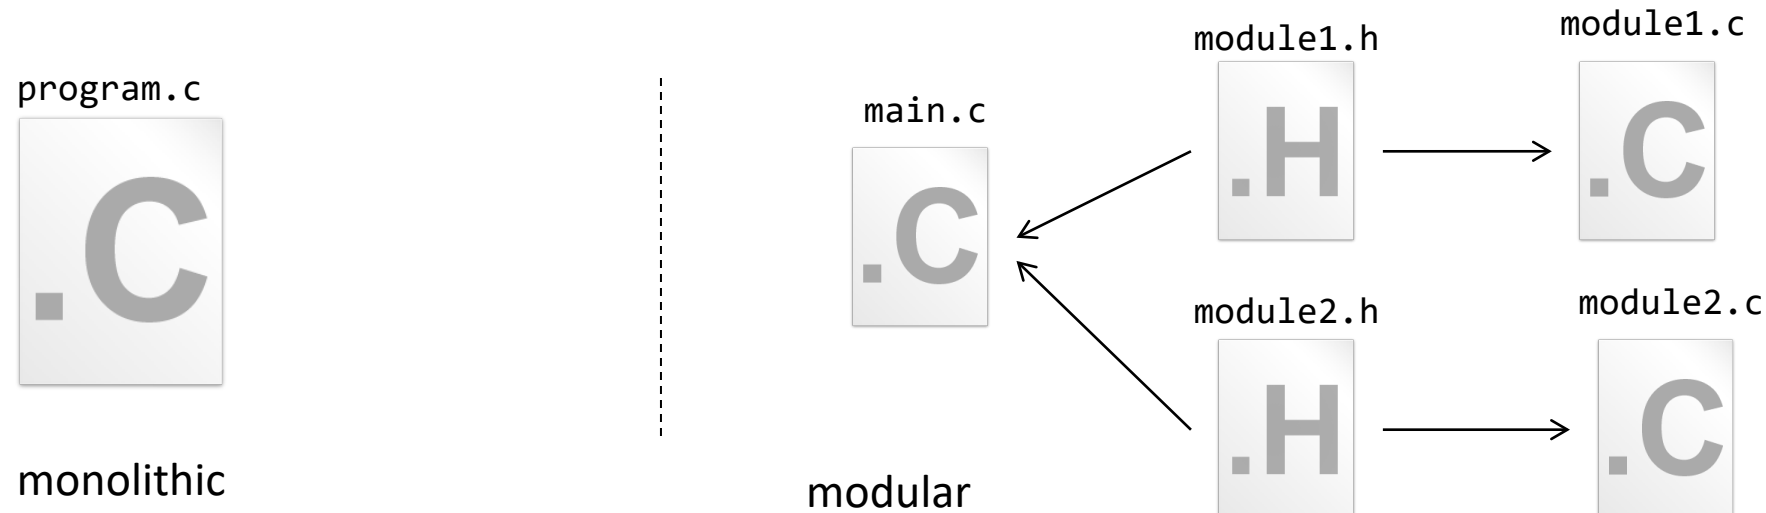 program.c
.C
monolithic
main.c
.C
modular
module1.h
.H
module1.c
.C
module2.h
.H
module2.c
.C